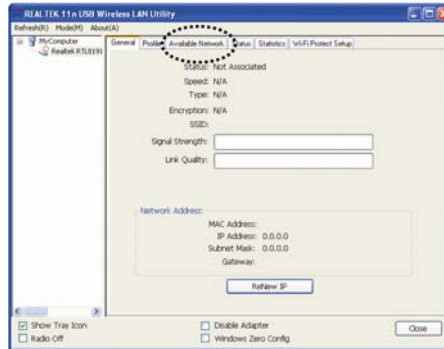 REALTEK 11n USB Wireless LAN Utility
Refresh(R) Mode(M) About(A)
MyComputer
Realtek RTL8191
General Profile Available Network Status Statistics Wi-Fi Protect Setup
Status: Not Associated
Speed: N/A
Type: N/A
Encryption: N/A
SSID:
Signal Strength:
Link Quality:
Network Address:
MAC Address:
IP Address: 0.0.0.0
Subnet Mask: 0.0.0.0
Gateway:
ReNew IP
Show Tray Icon
Radio Off
Disable Adapter
Windows Zero Config
Close